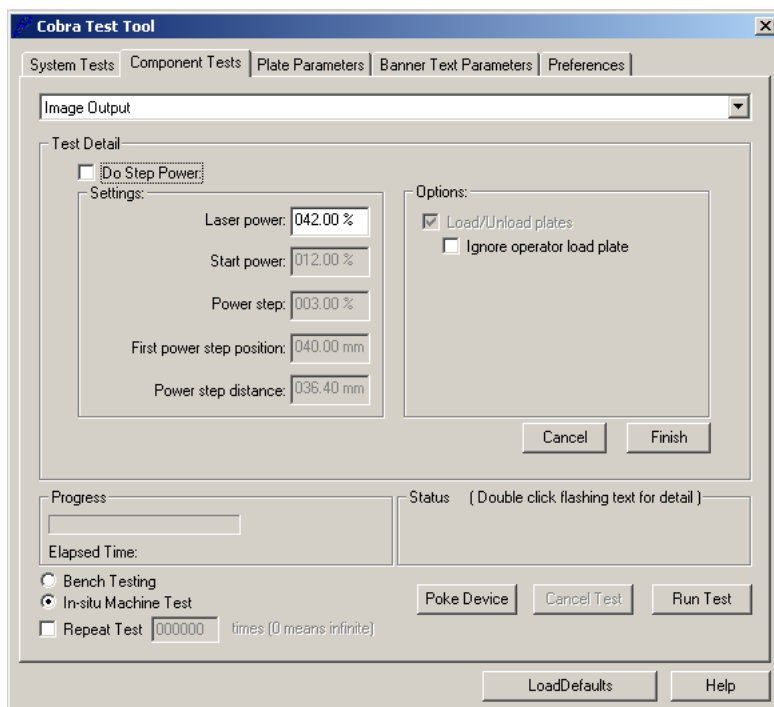 Cobra Test Tool
System Tests Component Tests Plate Parameters Banner Text Parameters Preferences
Image Output
Test Detail
Do Step Power:
Settings:
Laser power: 042.00 %
Start power: 012.00 %
Power step: 003.00 %
First power step position: 040.00 mm
Power step distance: 036.40 mm
Options:
Load/Unload plates
Ignore operator load plate
Cancel Finish
Progress
Elapsed Time:
Status ( Double click flashing text for detail )
Bench Testing
In-situ Machine Test
Repeat Test 000000 times (0 means infinite)
Poke Device Cancel Test Run Test
LoadDefaults Help